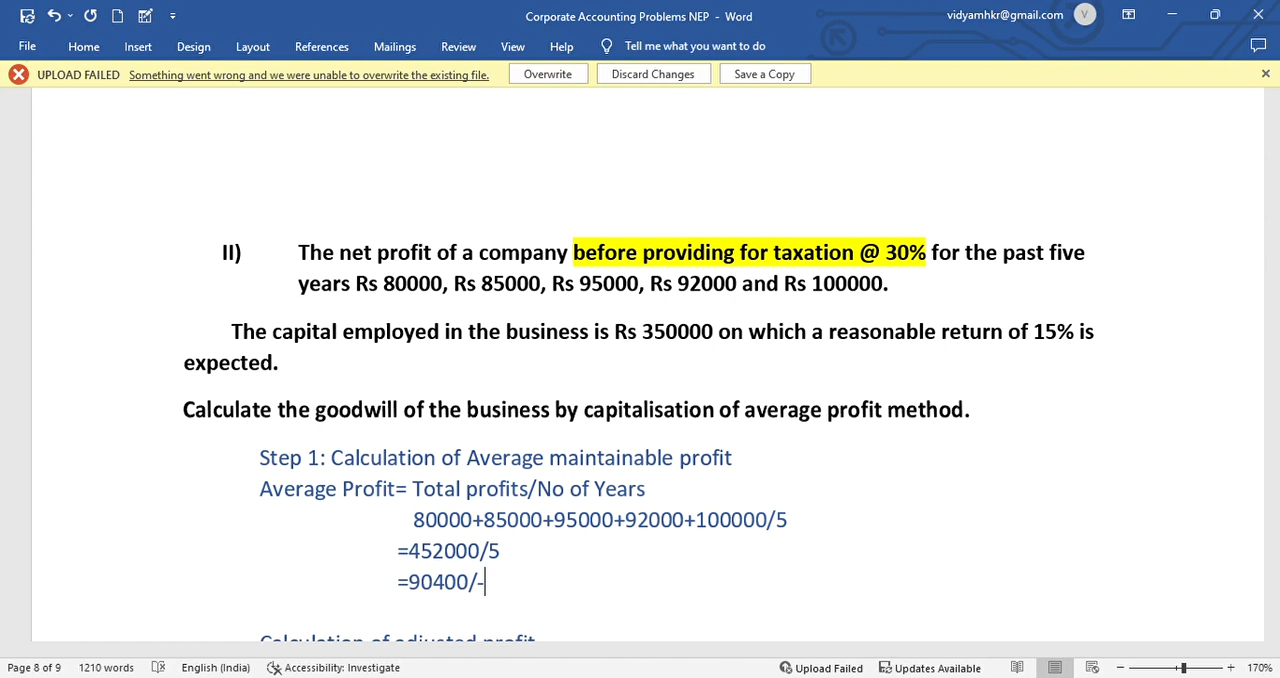 Corporate Accounting Problems NEP - Word
vidyamhkr@gmail.com
V
File Home Insert Design Layout References Mailings Review View Help Tell me what you want to do
UPLOAD FAILED Something went wrong and we were unable to overwrite the existing file. Overwrite Discard Changes Save a Copy
II) The net profit of a company before providing for taxation @ 30% for the past five
years Rs 80000, Rs 85000, Rs 95000, Rs 92000 and Rs 100000.
The capital employed in the business is Rs 350000 on which a reasonable return of 15% is
expected.
Calculate the goodwill of the business by capitalisation of average profit method.
Step 1: Calculation of Average maintainable profit
Average Profit= Total profits/No of Years
80000+85000+95000+92000+100000/5
=452000/5
=90400/-
Calculation of adjusted profit
Page 8 of 9 1210 words English (India) Accessibility: Investigate Upload Failed Updates Available 170%